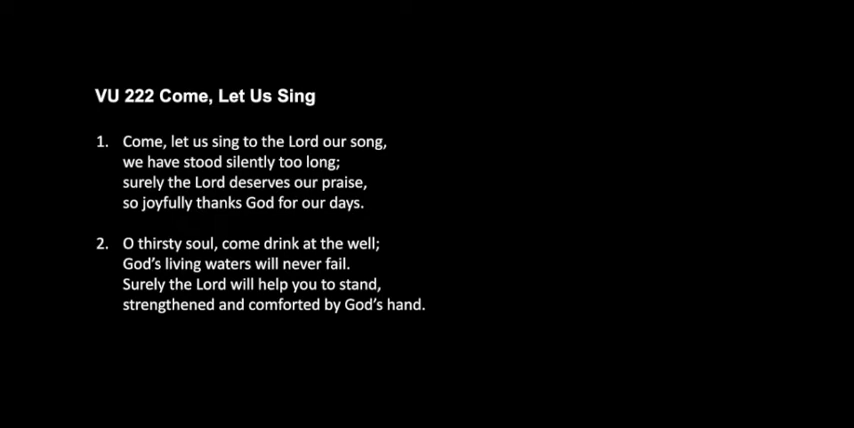 VU 222 Come, Let Us Sing
1. Come, let us sing to the Lord our song,
we have stood silently too long;
surely the Lord deserves our praise,
so joyfully thanks God for our days.
2. O thirsty soul, come drink at the well;
God's living waters will never fail.
Surely the Lord will help you to stand,
strengthened and comforted by God's hand.